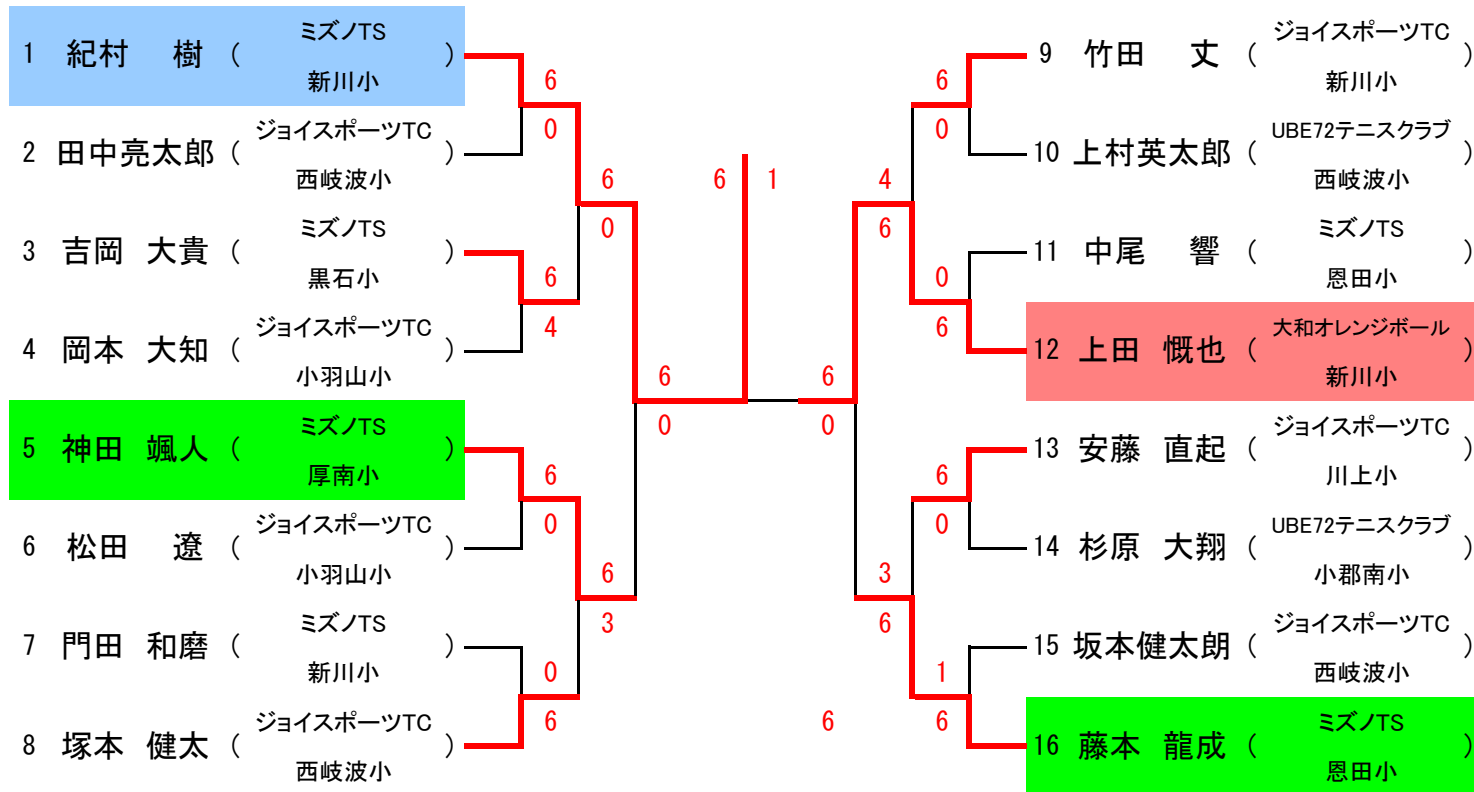 1 紀村 樹 ( ミズノTS 新川小 )
6
0
2 田中亮太郎 ( ジョイスポーツTC 西岐波小 )
6
0
3 吉岡 大貴 ( ミズノTS 黒石小 )
6
4
4 岡本 大知 ( ジョイスポーツTC 小羽山小 )
6
0
5 神田 颯人 ( ミズノTS 厚南小 )
6
0
6 松田 遼 ( ジョイスポーツTC 小羽山小 )
6
3
7 門田 和磨 ( ミズノTS 新川小 )
0
6
8 塚本 健太 ( ジョイスポーツTC 西岐波小 )
6 1
9 竹田 丈 ( ジョイスポーツTC 新川小 )
6
0
10 上村英太郎 ( UBE72テニスクラブ 西岐波小 )
4
6
11 中尾 響 ( ミズノTS 恩田小 )
0
6
12 上田 慨也 ( 大和オレンジボール 新川小 )
6
0
13 安藤 直起 ( ジョイスポーツTC 川上小 )
6
0
14 杉原 大翔 ( UBE72テニスクラブ 小郡南小 )
3
6
15 坂本健太朗 ( ジョイスポーツTC 西岐波小 )
1
6
16 藤本 龍成 ( ミズノTS 恩田小 )
6